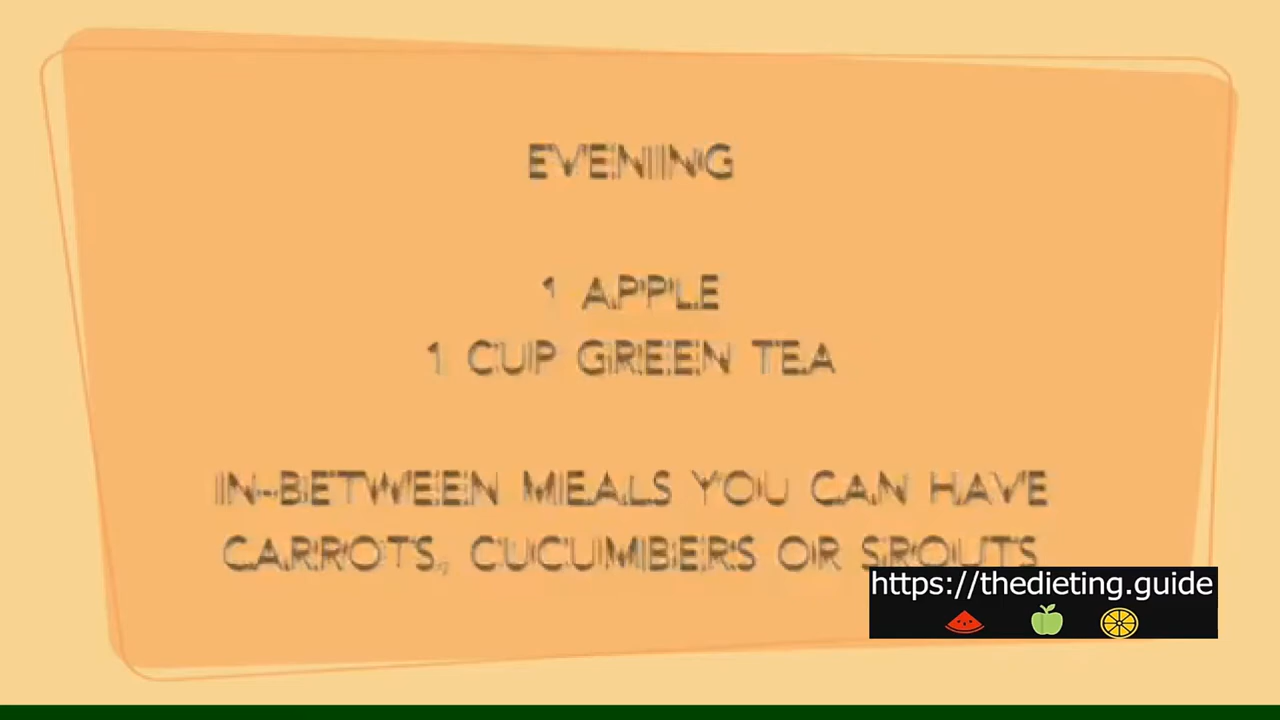 EVENING
1 APPLE
1 CUP GREEN TEA
IN-BETWEEN MEALS YOU CAN HAVE
CARROTS, CUCUMBERS OR SROUTS
https://thedieting.guide